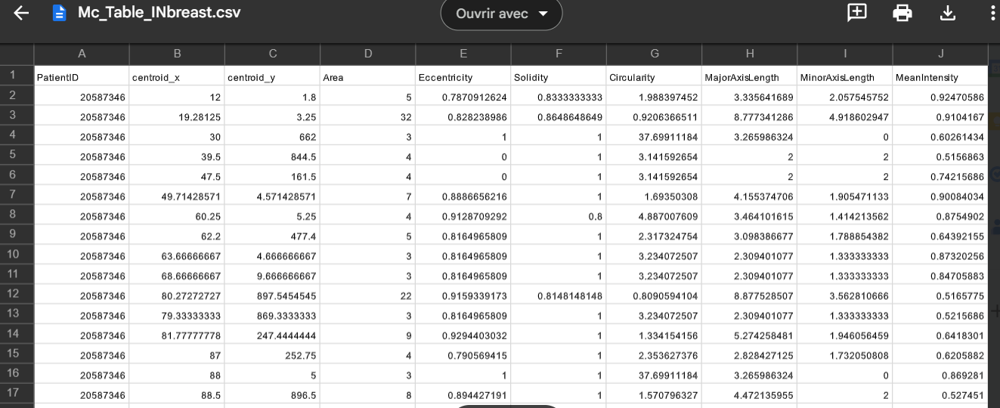 Mc_Table_INbreast.csv Ouvrir avec
A B C D E F G H I J
1 PatientID centroid_x centroid_y Area Eccentricity Solidity Circularity MajorAxisLength MinorAxisLength MeanIntensity
2 20587346 12 1.8 5 0.7870912624 0.8333333333 1.988397452 3.335641689 2.057545752 0.92470586
3 20587346 19.28125 3.25 32 0.828238986 0.8648648649 0.9206366511 8.777341286 4.918602947 0.9104167
4 20587346 30 662 3 1 1 37.69911184 3.265986324 0 0.60261434
5 20587346 39.5 844.5 4 0 1 3.141592654 2 2 0.5156863
6 20587346 47.5 161.5 4 0 1 3.141592654 2 2 0.74215686
7 20587346 49.71428571 4.571428571 7 0.8886656216 1 1.69350308 4.155374706 1.905471133 0.90084034
8 20587346 60.25 5.25 4 0.9128709292 0.8 4.887007609 3.464101615 1.414213562 0.8754902
9 20587346 62.2 477.4 5 0.8164965809 1 2.317324754 3.098386677 1.788854382 0.64392155
10 20587346 63.66666667 4.666666667 3 0.8164965809 1 3.234072507 2.309401077 1.333333333 0.87320256
11 20587346 68.66666667 9.666666667 3 0.8164965809 1 3.234072507 2.309401077 1.333333333 0.84705883
12 20587346 80.27272727 897.5454545 22 0.9159339173 0.8148148148 0.8090594104 8.877528507 3.562810666 0.5165775
13 20587346 79.33333333 869.3333333 3 0.8164965809 1 3.234072507 2.309401077 1.333333333 0.5215686
14 20587346 81.77777778 247.4444444 9 0.9294403032 1 1.334154156 5.274258481 1.946056459 0.6418301
15 20587346 87 252.75 4 0.790569415 1 2.353627376 2.828427125 1.732050808 0.6205882
16 20587346 88 5 3 1 1 37.69911184 3.265986324 0 0.869281
17 20587346 88.5 896.5 8 0.894427191 1 1.570796327 4.472135955 2 0.527451